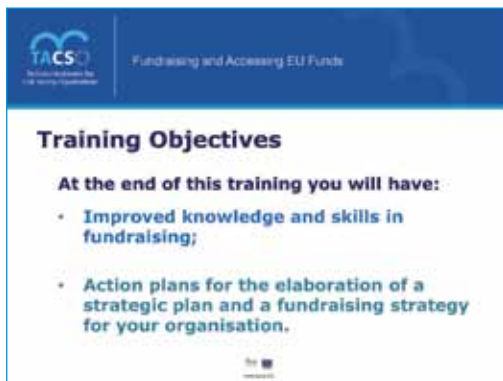 TACSO
Fundraising and Accessing EU Funds
Training Objectives
At the end of this training you will have:
• Improved knowledge and skills in
fundraising;
• Action plans for the elaboration of a
strategic plan and a fundraising strategy
for your organisation.